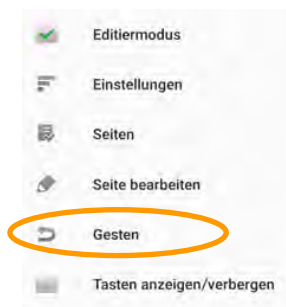 Editiermodus
Einstellungen
Seiten
Seite bearbeiten
Gesten
Tasten anzeigen/verbergen